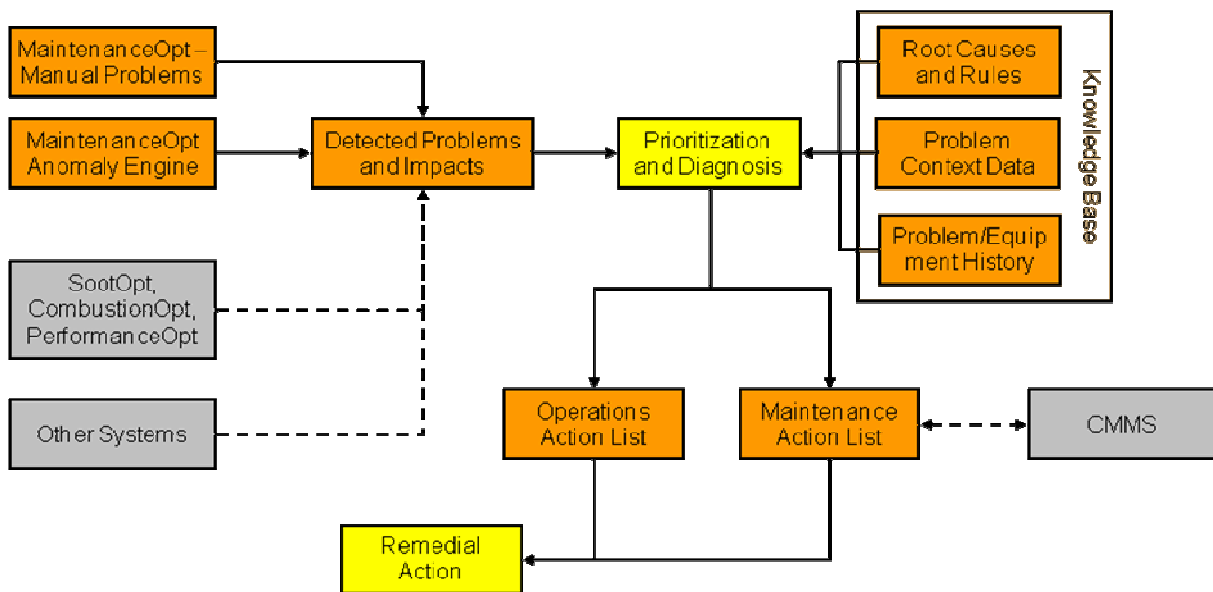 MaintenanceOpt –
Manual Problems
MaintenanceOpt
Anomaly Engine
Detected Problems
and Impacts
Prioritization
and Diagnosis
Root Causes
and Rules
Problem
Context Data
Problem/Equip
ment History
Knowledge Base
SootOpt,
CombustionOpt,
PerformanceOpt
Other Systems
Operations
Action List
Maintenance
Action List
CMMS
Remedial
Action